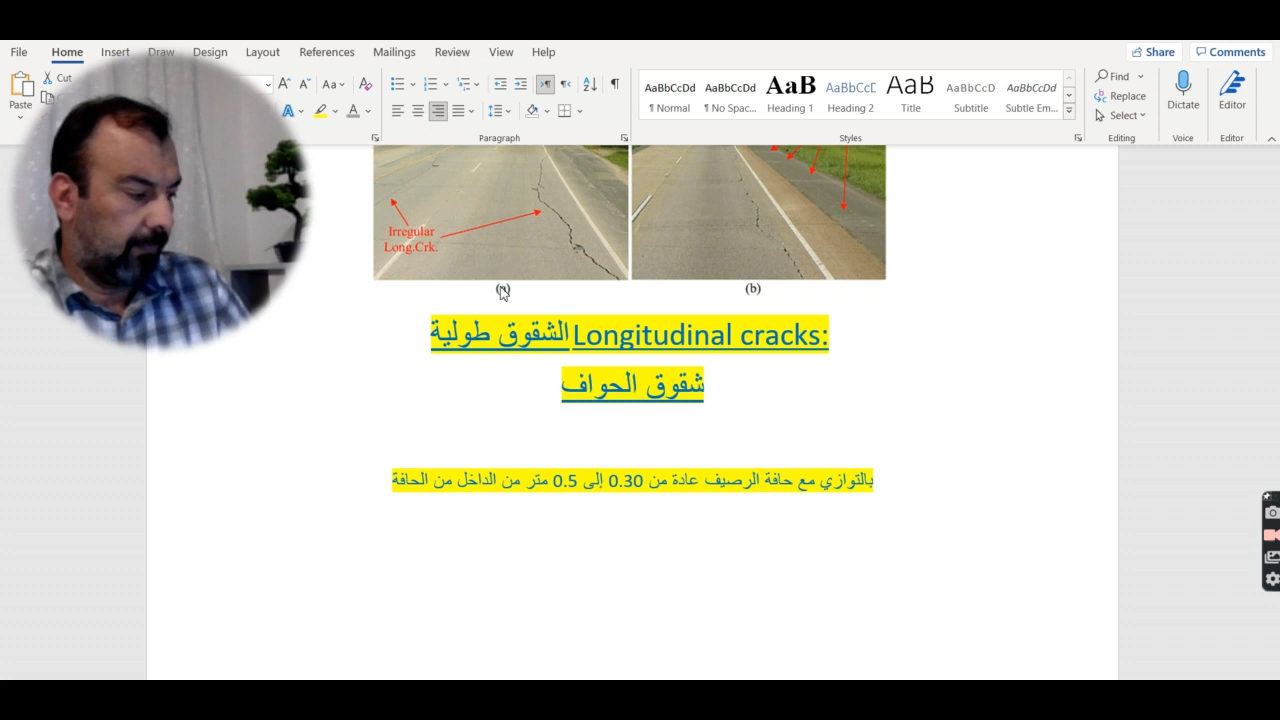 File Home Insert Draw Design Layout References Mailings Review View Help Share Comments
Cut
Paste
Aa
AaBbCcDd AaBbCcDd AaB AaBbCcC AaB AaBbCcD AaBbCcDd
¶ Normal ¶ No Spac... Heading 1 Heading 2 Title Subtitle Subtle Em...
Find
Replace
Select
Dictate
Editor
Paragraph Styles Editing Voice Editor
Irregular
Long.Crk.
(a) (b)
الشقوق طولية Longitudinal cracks:
شقوق الحواف
بالتوازي مع حافة الرصيف عادة من 0.30 إلى 0.5 متر من الداخل من الحافة